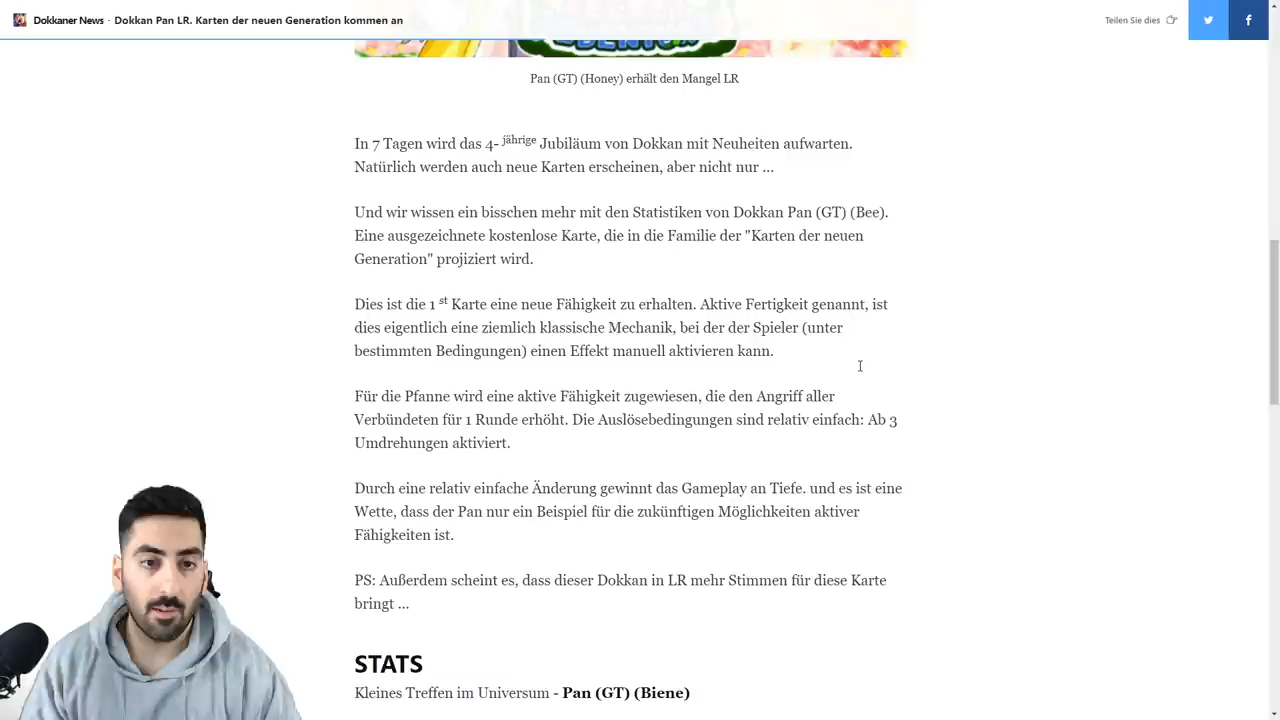 Dokkaner News - Dokkan Pan LR. Karten der neuen Generation kommen an
Teilen Sie dies
Pan (GT) (Honey) erhält den Mangel LR
In 7 Tagen wird das 4- jährige Jubiläum von Dokkan mit Neuheiten aufwarten.
Natürlich werden auch neue Karten erscheinen, aber nicht nur ...
Und wir wissen ein bisschen mehr mit den Statistiken von Dokkan Pan (GT) (Bee).
Eine ausgezeichnete kostenlose Karte, die in die Familie der "Karten der neuen
Generation" projiziert wird.
Dies ist die 1 st Karte eine neue Fähigkeit zu erhalten. Aktive Fertigkeit genannt, ist
dies eigentlich eine ziemlich klassische Mechanik, bei der der Spieler (unter
bestimmten Bedingungen) einen Effekt manuell aktivieren kann.
Für die Pfanne wird eine aktive Fähigkeit zugewiesen, die den Angriff aller
Verbündeten für 1 Runde erhöht. Die Auslösebedingungen sind relativ einfach: Ab 3
Umdrehungen aktiviert.
Durch eine relativ einfache Änderung gewinnt das Gameplay an Tiefe. und es ist eine
Wette, dass der Pan nur ein Beispiel für die zukünftigen Möglichkeiten aktiver
Fähigkeiten ist.
PS: Außerdem scheint es, dass dieser Dokkan in LR mehr Stimmen für diese Karte
bringt ...
STATS
Kleines Treffen im Universum - Pan (GT) (Biene)